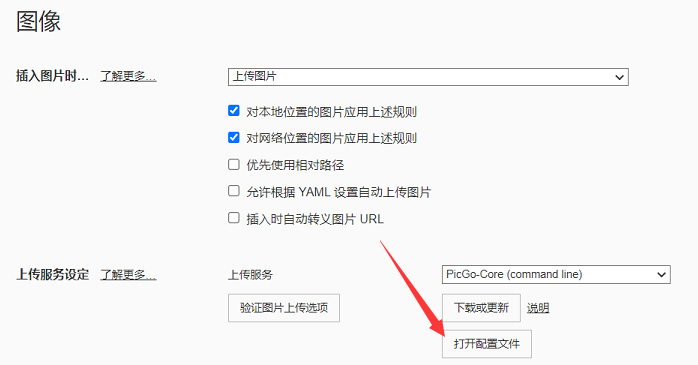 图像
插入图片时... 了解更多... 上传图片
对本地位置的图片应用上述规则
对网络位置的图片应用上述规则
优先使用相对路径
允许根据 YAML 设置自动上传图片
插入时自动转义图片 URL
上传服务设定 了解更多... 上传服务 PicGo-Core (command line)
验证图片上传选项 下载或更新 说明
打开配置文件